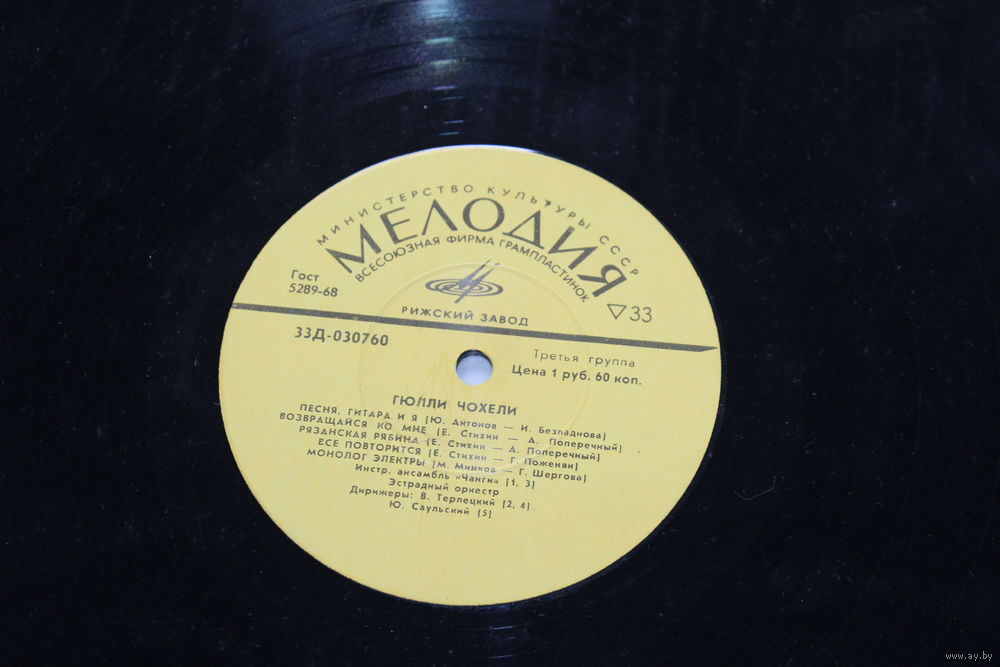 МИНИСТЕРСТВО КУЛЬТУРЫ СССР
МЕЛОДИЯ
ВСЕСОЮЗНАЯ ФИРМА ГРАМПЛАСТИНОК
Гост
5289-68
33
РИЖСКИЙ ЗАВОД
33Д-030760
Третья группа
Цена 1 руб. 60 коп.
ГЮЛЛИ ЧОХЕЛИ
ПЕСНЯ, ГИТАРА И Я (Ю. Антонов — И. Безладнова)
ВОЗВРАЩАЙСЯ КО МНЕ (Е. Стихин — А. Поперечный)
РЯЗАНСКАЯ РЯБИНА (Е. Стихин — А. Поперечный)
ВСЕ ПОВТОРИТСЯ (Е. Стихин — Г. Поженян)
МОНОЛОГ ЭЛЕКТРЫ (М. Минков — Г. Шергова)
Инстр. ансамбль «Чанги» (1, 3)
Эстрадный оркестр
Дирижеры: В. Терлецкий (2, 4)
Ю. Саульский (5)
www.ay.by